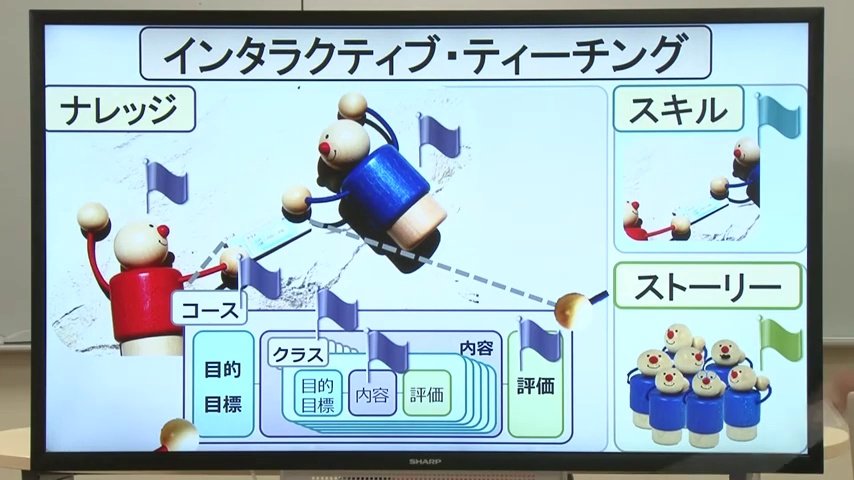 インタラクティブ・ティーチング
ナレッジ
スキル
コース
ストーリー
クラス
内容
目的
目標
目的
目標
内容
評価
評価
SHARP